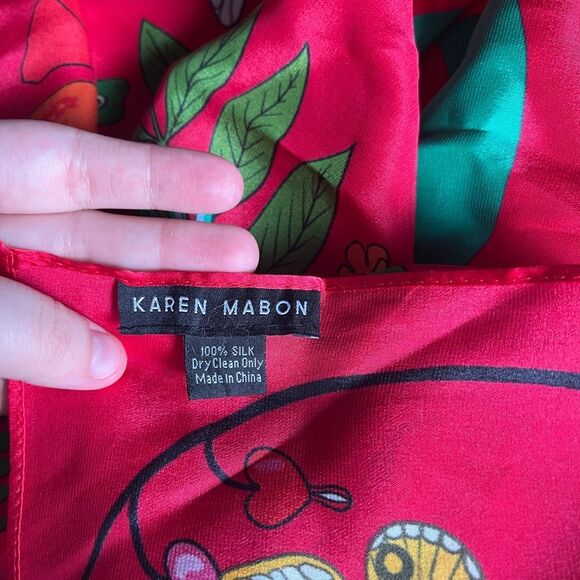 KAREN MABON
100% SILK
Dry Clean Only
Made in China